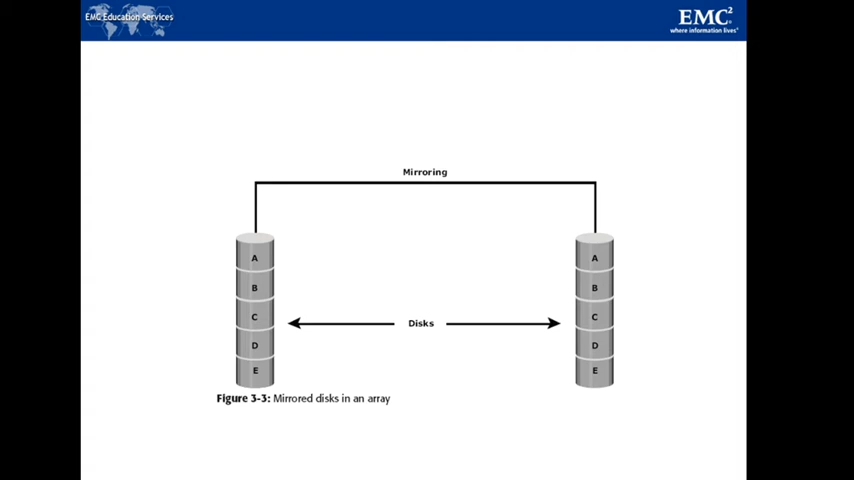 EMC Education Services
EMC²
where information lives®
Mirroring
A
A
B
B
C
C
Disks
D
D
E
E
Figure 3-3: Mirrored disks in an array